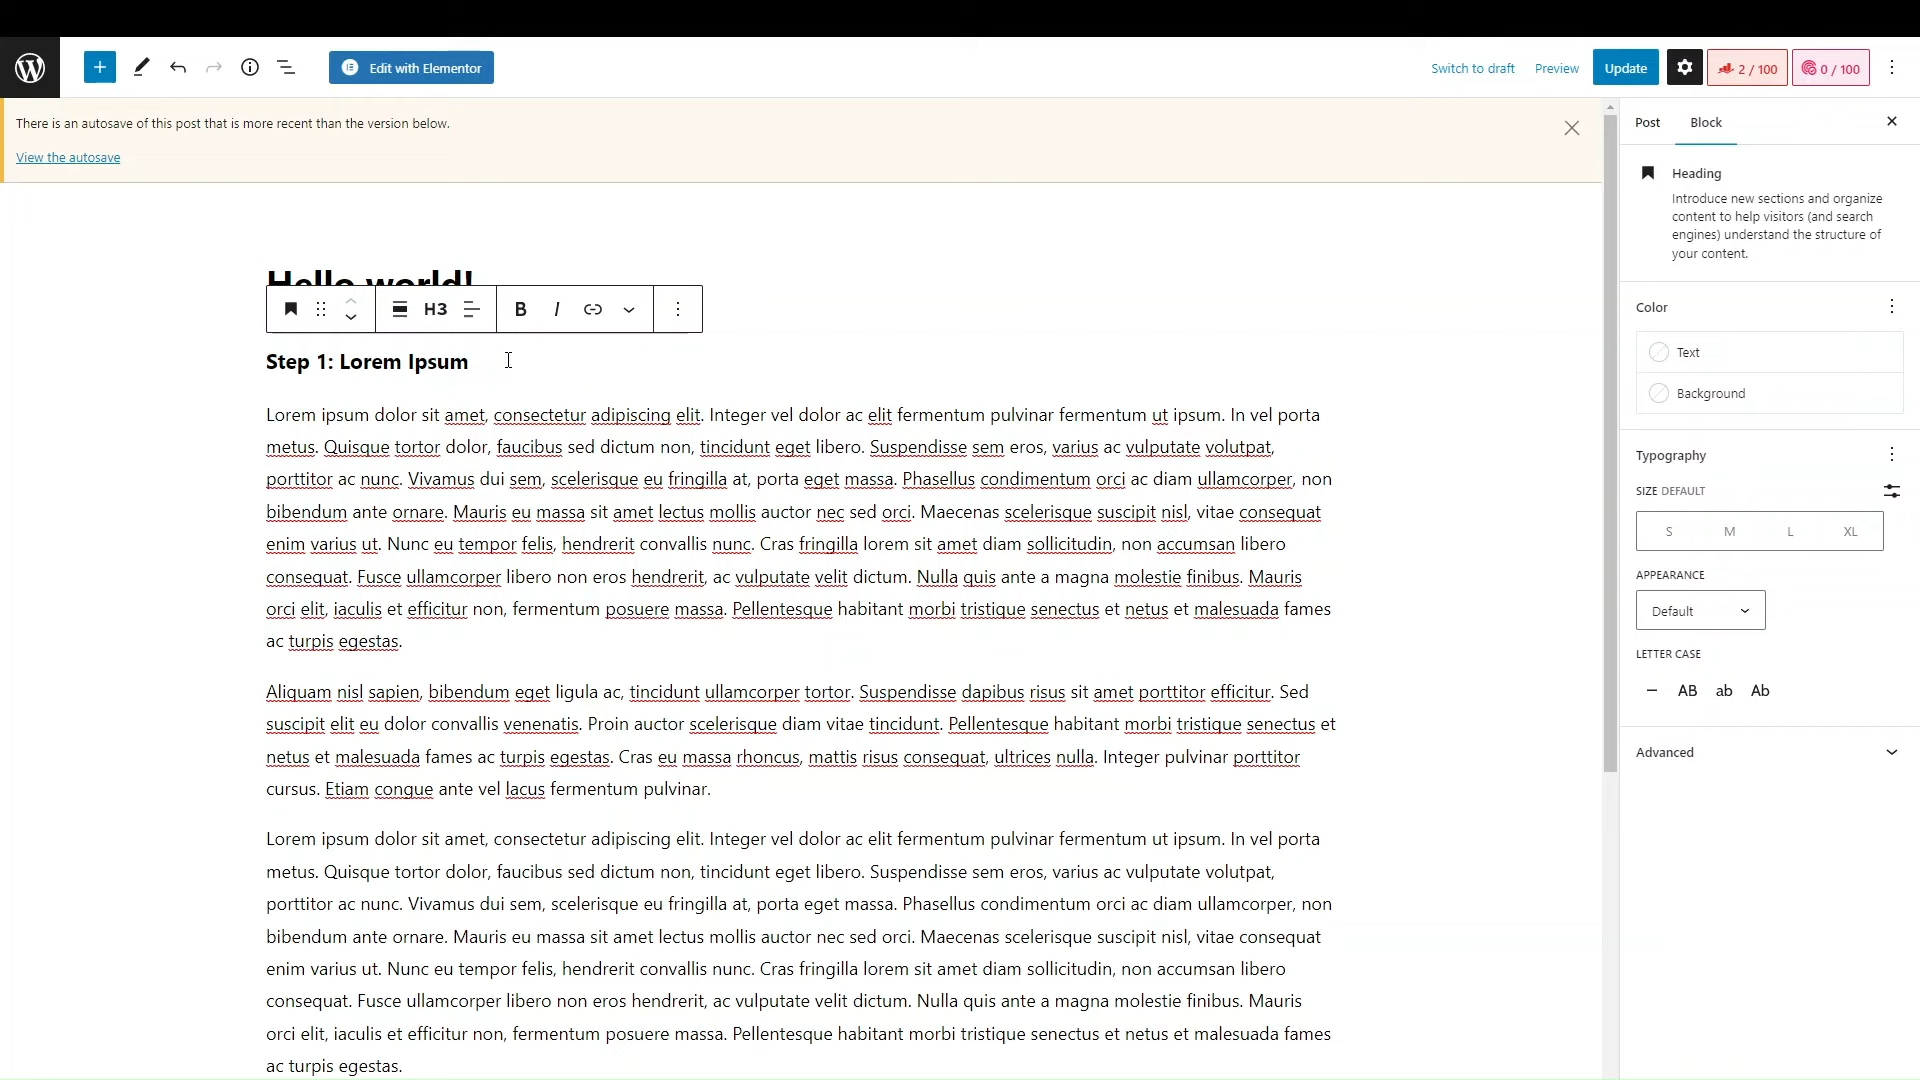 Edit with Elementor
Switch to draft
Preview
Update
2 / 100
0 / 100
There is an autosave of this post that is more recent than the version below.
View the autosave
Hello world!
H3
B
I
Step 1: Lorem Ipsum
Lorem ipsum dolor sit amet, consectetur adipiscing elit. Integer vel dolor ac elit fermentum pulvinar fermentum ut ipsum. In vel porta
metus. Quisque tortor dolor, faucibus sed dictum non, tincidunt eget libero. Suspendisse sem eros, varius ac vulputate volutpat,
porttitor ac nunc. Vivamus dui sem, scelerisque eu fringilla at, porta eget massa. Phasellus condimentum orci ac diam ullamcorper, non
bibendum ante ornare. Mauris eu massa sit amet lectus mollis auctor nec sed orci. Maecenas scelerisque suscipit nisl, vitae consequat
enim varius ut. Nunc eu tempor felis, hendrerit convallis nunc. Cras fringilla lorem sit amet diam sollicitudin, non accumsan libero
consequat. Fusce ullamcorper libero non eros hendrerit, ac vulputate velit dictum. Nulla quis ante a magna molestie finibus. Mauris
orci elit, iaculis et efficitur non, fermentum posuere massa. Pellentesque habitant morbi tristique senectus et netus et malesuada fames
ac turpis egestas.
Aliquam nisl sapien, bibendum eget ligula ac, tincidunt ullamcorper tortor. Suspendisse dapibus risus sit amet porttitor efficitur. Sed
suscipit elit eu dolor convallis venenatis. Proin auctor scelerisque diam vitae tincidunt. Pellentesque habitant morbi tristique senectus et
netus et malesuada fames ac turpis egestas. Cras eu massa rhoncus, mattis risus consequat, ultrices nulla. Integer pulvinar porttitor
cursus. Etiam congue ante vel lacus fermentum pulvinar.
Lorem ipsum dolor sit amet, consectetur adipiscing elit. Integer vel dolor ac elit fermentum pulvinar fermentum ut ipsum. In vel porta
metus. Quisque tortor dolor, faucibus sed dictum non, tincidunt eget libero. Suspendisse sem eros, varius ac vulputate volutpat,
porttitor ac nunc. Vivamus dui sem, scelerisque eu fringilla at, porta eget massa. Phasellus condimentum orci ac diam ullamcorper, non
bibendum ante ornare. Mauris eu massa sit amet lectus mollis auctor nec sed orci. Maecenas scelerisque suscipit nisl, vitae consequat
enim varius ut. Nunc eu tempor felis, hendrerit convallis nunc. Cras fringilla lorem sit amet diam sollicitudin, non accumsan libero
consequat. Fusce ullamcorper libero non eros hendrerit, ac vulputate velit dictum. Nulla quis ante a magna molestie finibus. Mauris
orci elit, iaculis et efficitur non, fermentum posuere massa. Pellentesque habitant morbi tristique senectus et netus et malesuada fames
ac turpis egestas.
Post
Block
Heading
Introduce new sections and organize
content to help visitors (and search
engines) understand the structure of
your content.
Color
Text
Background
Typography
SIZE DEFAULT
S M L XL
APPEARANCE
Default
LETTER CASE
AB ab Ab
Advanced